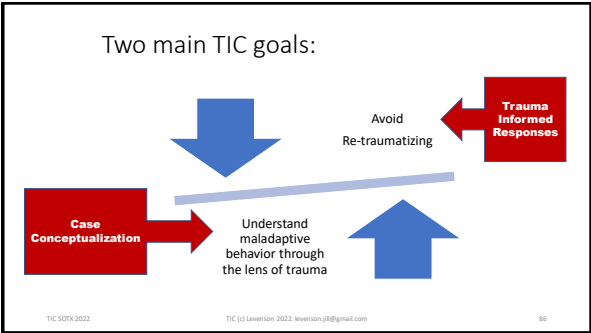 Two main TIC goals:
Avoid
Re-traumatizing
Trauma
Informed
Responses
Case
Conceptualization
Understand
maladaptive
behavior through
the lens of trauma
TIC SOTX 2022
TIC (c) Levenson 2022. levenson.jill@gmail.com
86